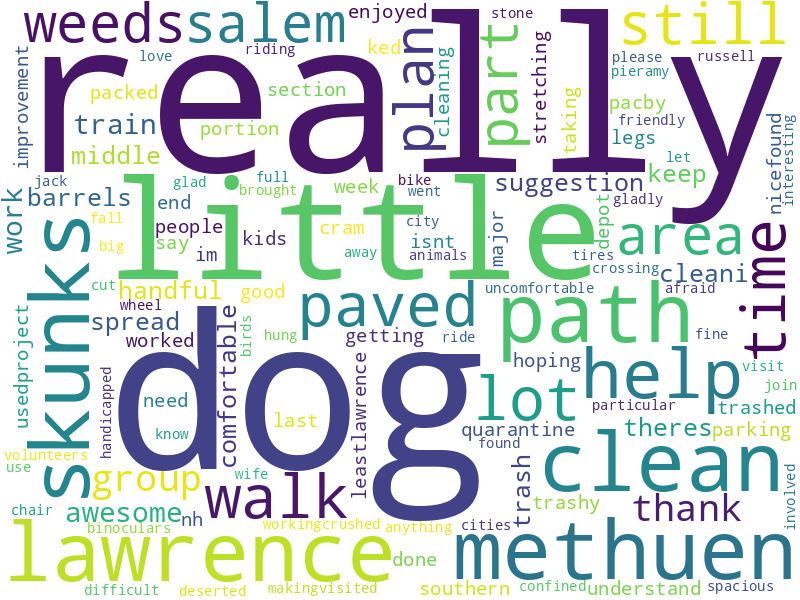 weeds
salem
enjoyed
stone
still
really
love
riding
ked
plan
cleaning
part
stretching
please
russell
pieramy
improvement
packed
section
taking
pacby
friendly
train
portion
legs
middle
let
keep
nicefound
interesting
jack
glad
full
week
bike
suggestion
gladly
barrels
end
brought
went
work
little
fall
people
cram
city
isnt
major
depot
area
time
big
say
im
kids
away
animals
tires
crossing
cleani
skunks
cut
handful
good
uncomfortable
afraid
wheel
paved
path
spread
comfortable
birds
hung
getting
ride
fine
worked
dog
hoping
help
visit
usedproject
handicapped
need
leastlawrence
lot
join
particular
trashed
last
know
quarantine
theres
parking
volunteers
found
clean
use
group
wife
trash
involved
chair
awesome
nh
walk
trashy
thank
binoculars
workingcrushed
anything
cities
lawrence
methuen
done
difficult
deserted
makingvisited
southern
confined
understand
spacious